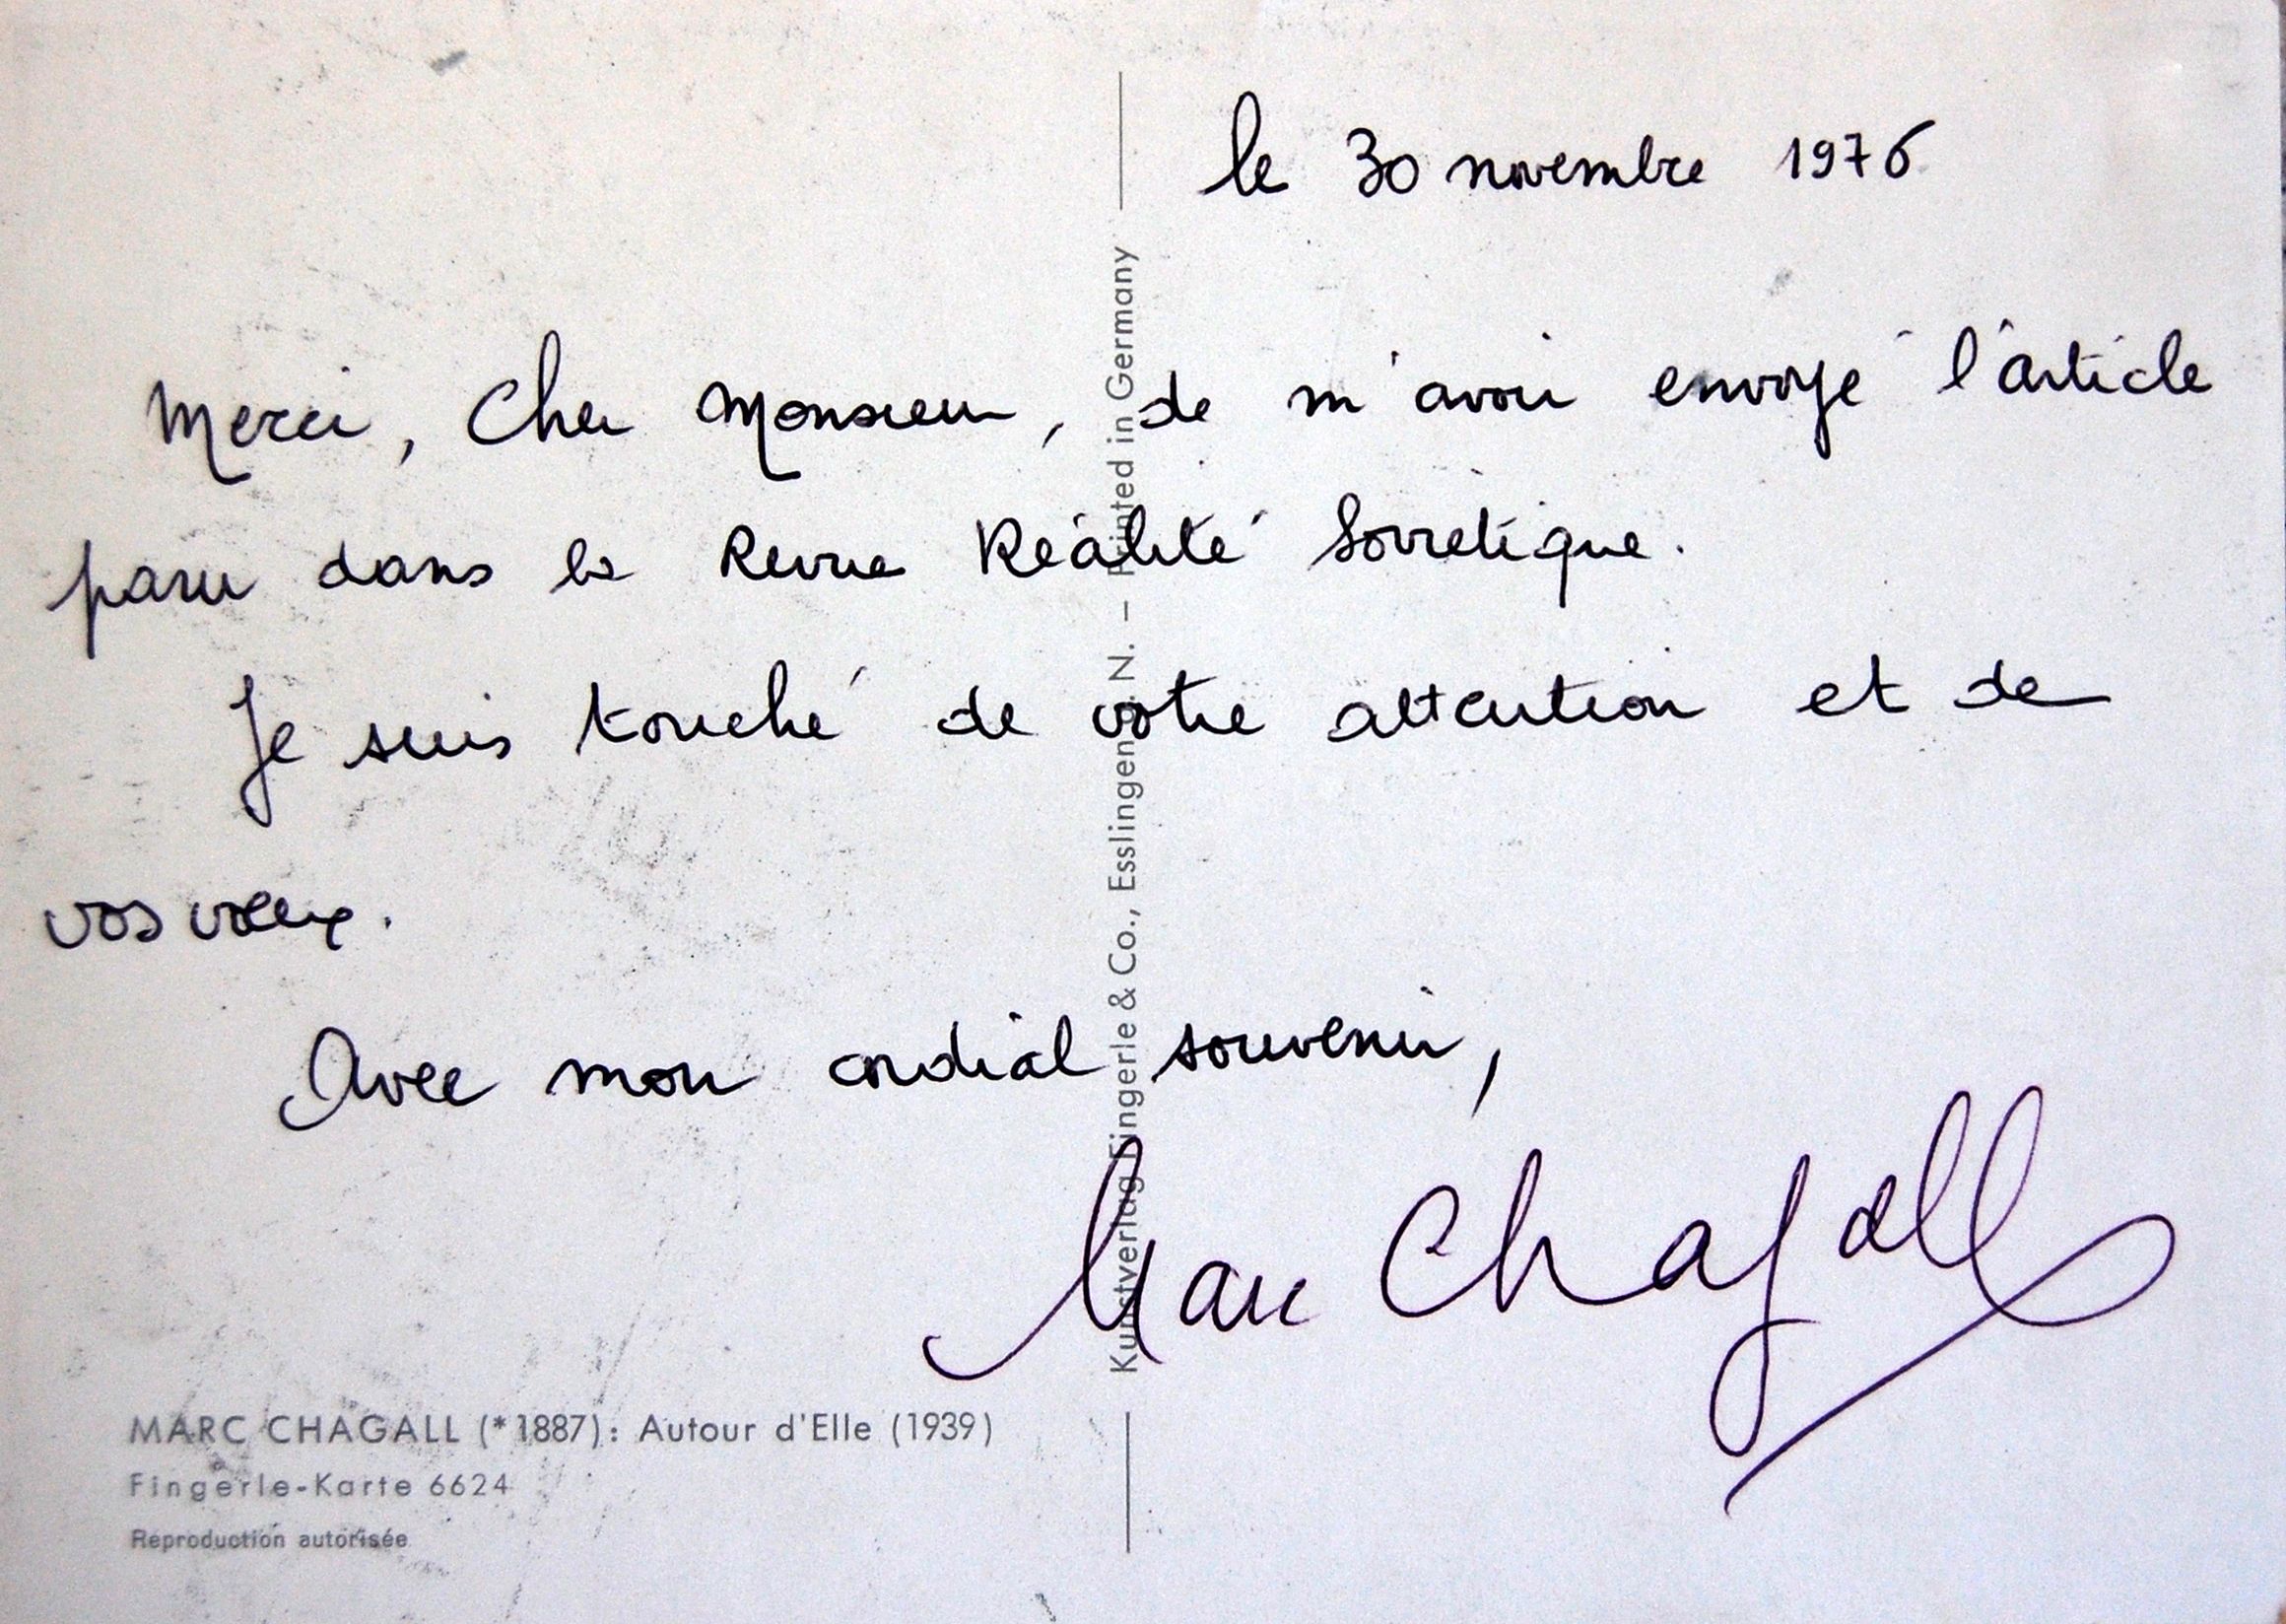 le 30 novembre 1976
Merci, Cher Monsieur, de m'avoir envoyé l'article
paru dans la Revue Réalité Soviétique.
Je suis touché de votre attention et de
vos vœux.
Avec mon cordial souvenir,
Marc Chagall
MARC CHAGALL (*1887): Autour d'Elle (1939)
Fingerle-Karte 6624
Reproduction autorisée
Kunstverlag Fingerle & Co., Esslingen a. N. – Printed in Germany